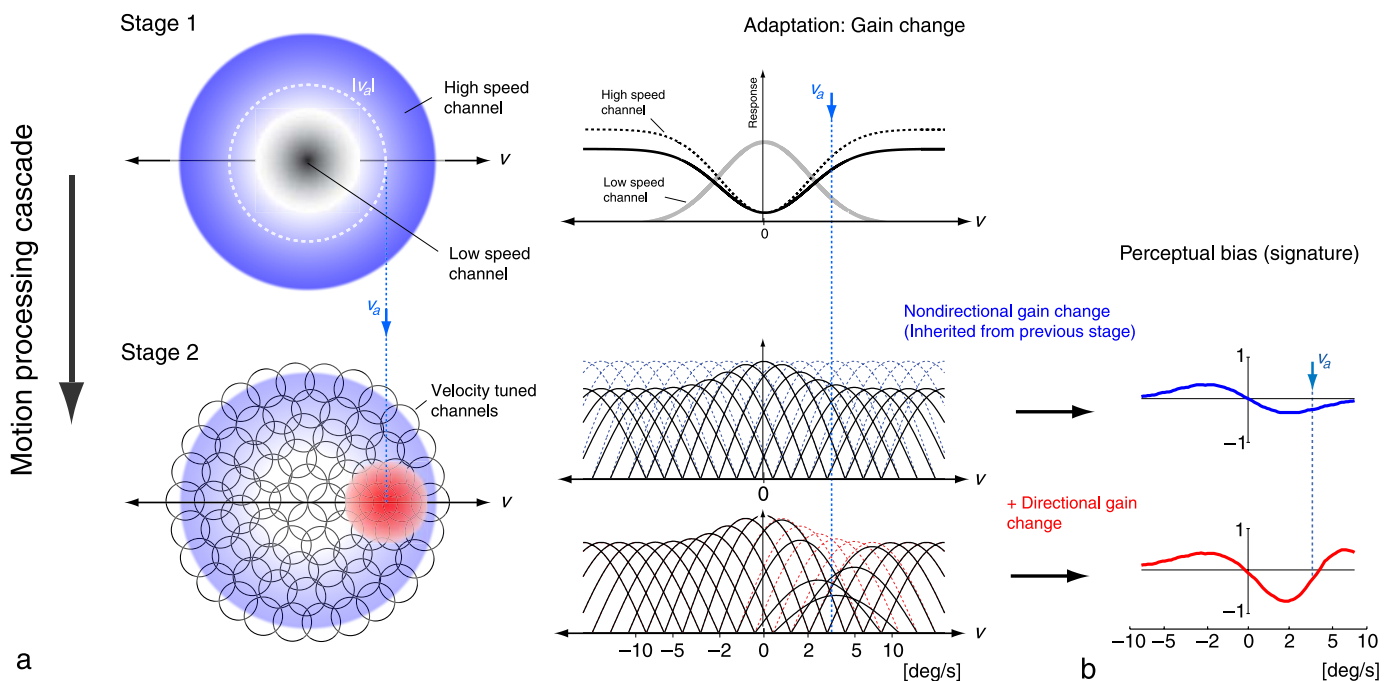 Stage 1
|va|
High speed
channel
v
Low speed
channel
va
Motion processing cascade
Stage 2
Velocity tuned
channels
v
a
Adaptation: Gain change
High speed
channel
Response
va
Low speed
channel
v
0
Nondirectional gain change
(Inherited from previous stage)
v
0
+ Directional gain
change
v
−10 −5 −2 0 2 5 10
[deg/s]
Perceptual bias (signature)
1
va
−1
1
−1
−10 −2 0 2 5 10
[deg/s]
b